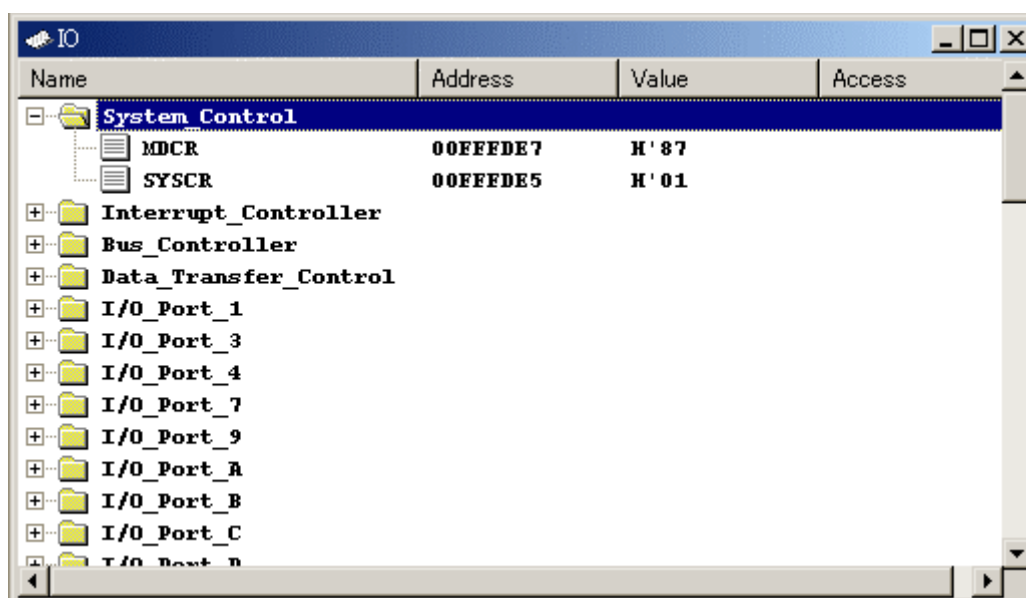 IO
Name Address Value Access
System_Control
MDCR 00FFFDE7 H'87
SYSCR 00FFFDE5 H'01
Interrupt_Controller
Bus_Controller
Data_Transfer_Control
I/O_Port_1
I/O_Port_3
I/O_Port_4
I/O_Port_7
I/O_Port_9
I/O_Port_A
I/O_Port_B
I/O_Port_C